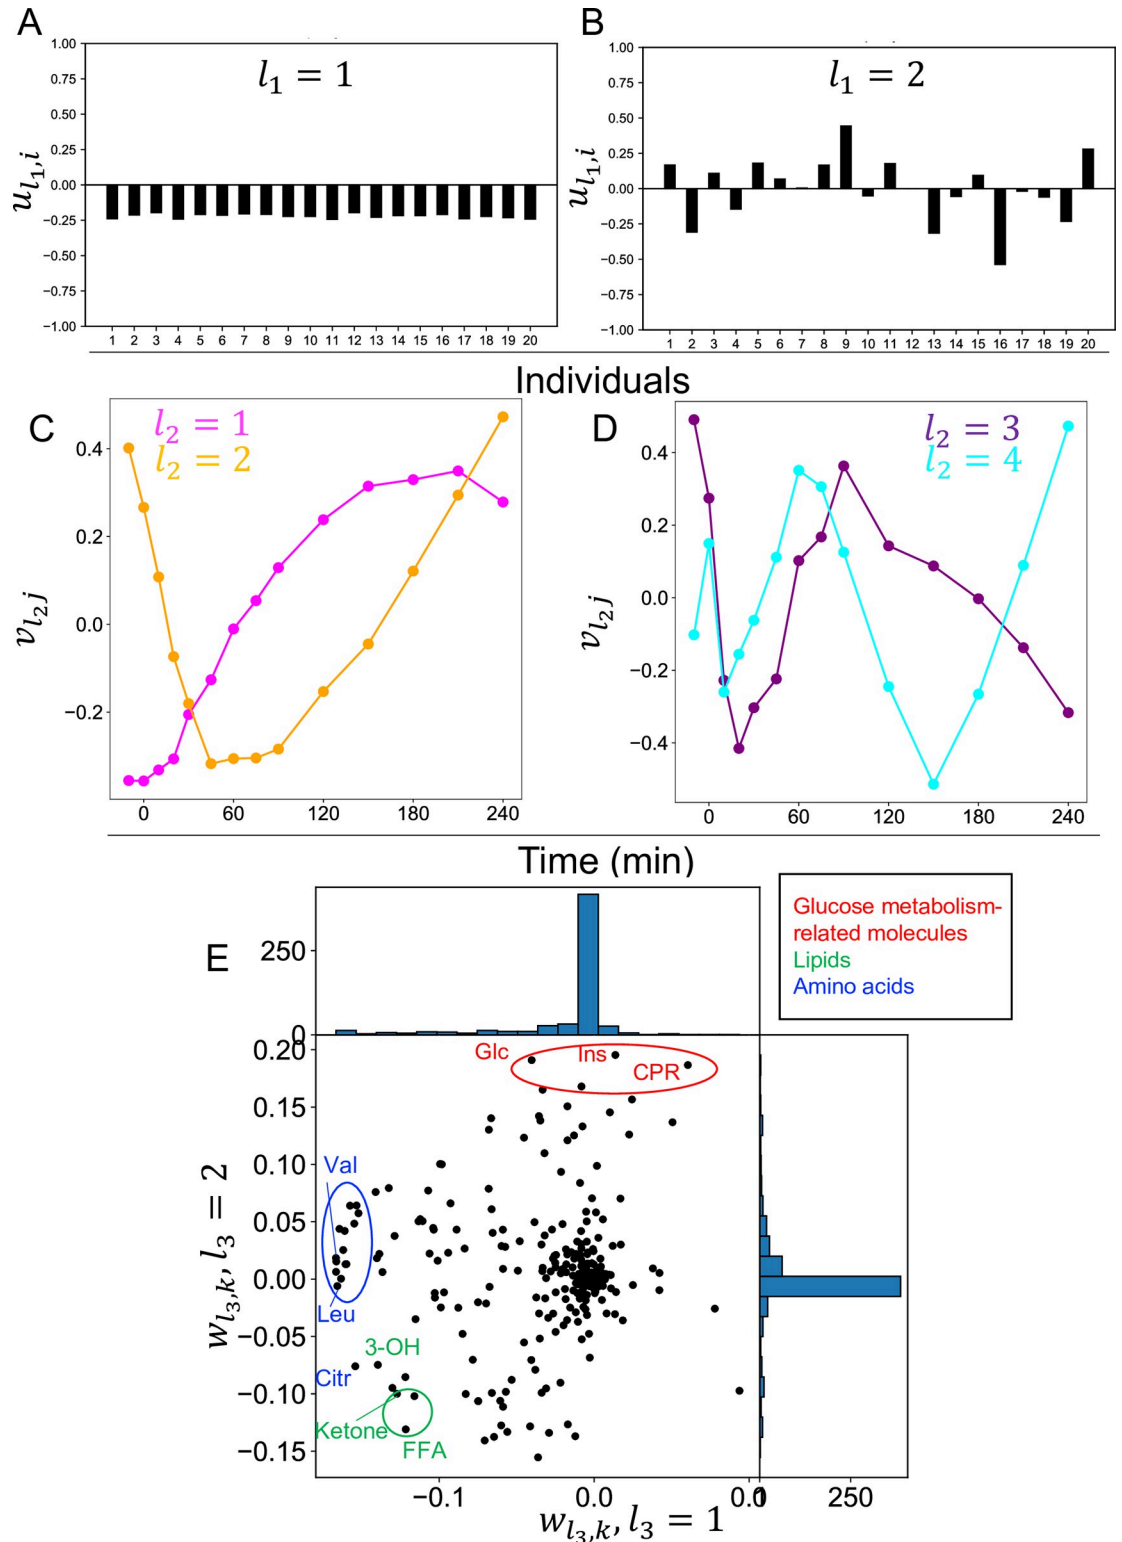 A
l₁ = 1
1.00
0.75
0.50
0.25
0.00
−0.25
−0.50
−0.75
−1.00
u_{l₁,i}
1 2 3 4 5 6 7 8 9 10 11 12 13 14 15 16 17 18 19 20
B
l₁ = 2
1.00
0.75
0.50
0.25
0.00
−0.25
−0.50
−0.75
−1.00
u_{l₁,i}
1 2 3 4 5 6 7 8 9 10 11 12 13 14 15 16 17 18 19 20
Individuals
C
l₂ = 1
l₂ = 2
0.4
0.2
0.0
−0.2
v_{l₂j}
0 60 120 180 240
D
l₂ = 3
l₂ = 4
0.4
0.2
0.0
−0.2
−0.4
v_{l₂j}
0 60 120 180 240
Time (min)
E
250
0
Glucose metabolism-
related molecules
Lipids
Amino acids
0.20
0.15
0.10
0.05
0.00
−0.05
−0.10
−0.15
w_{l₃,k}, l₃ = 2
Glc
Ins
CPR
Val
Leu
3-OH
Citr
Ketone
FFA
−0.1 0.0 0.1
0 250
w_{l₃,k}, l₃ = 1